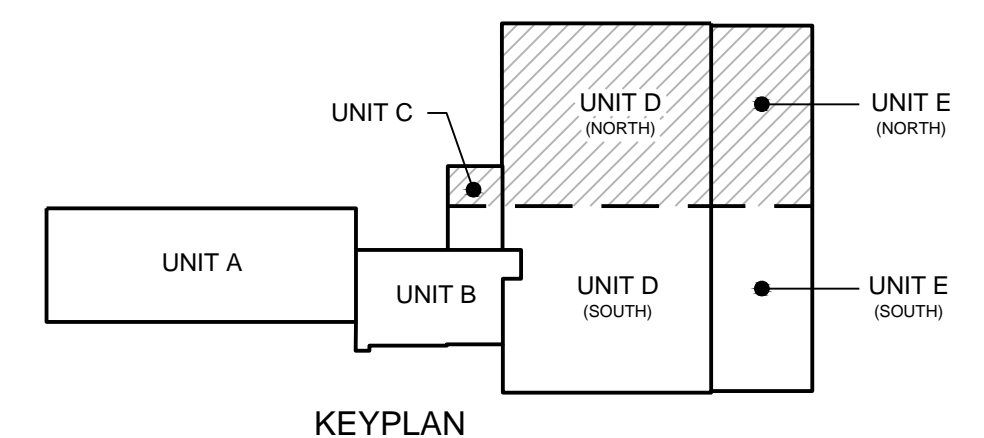 UNIT C
UNIT D
(NORTH)
UNIT E
(NORTH)
UNIT A
UNIT B
UNIT D
(SOUTH)
UNIT E
(SOUTH)
KEYPLAN